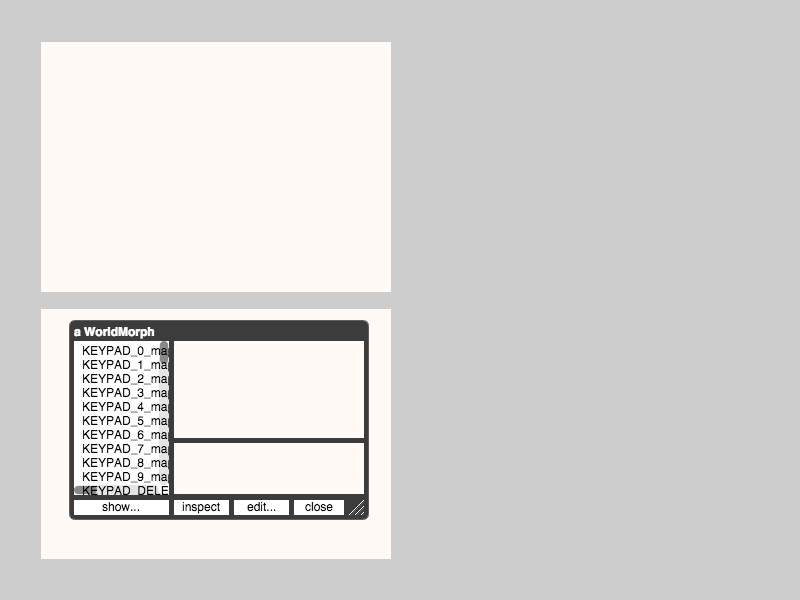 a WorldMorph
KEYPAD_0_ma
KEYPAD_1_ma
KEYPAD_2_ma
KEYPAD_3_ma
KEYPAD_4_ma
KEYPAD_5_ma
KEYPAD_6_ma
KEYPAD_7_ma
KEYPAD_8_ma
KEYPAD_9_ma
KEYPAD_DELE
show...
inspect
edit...
close